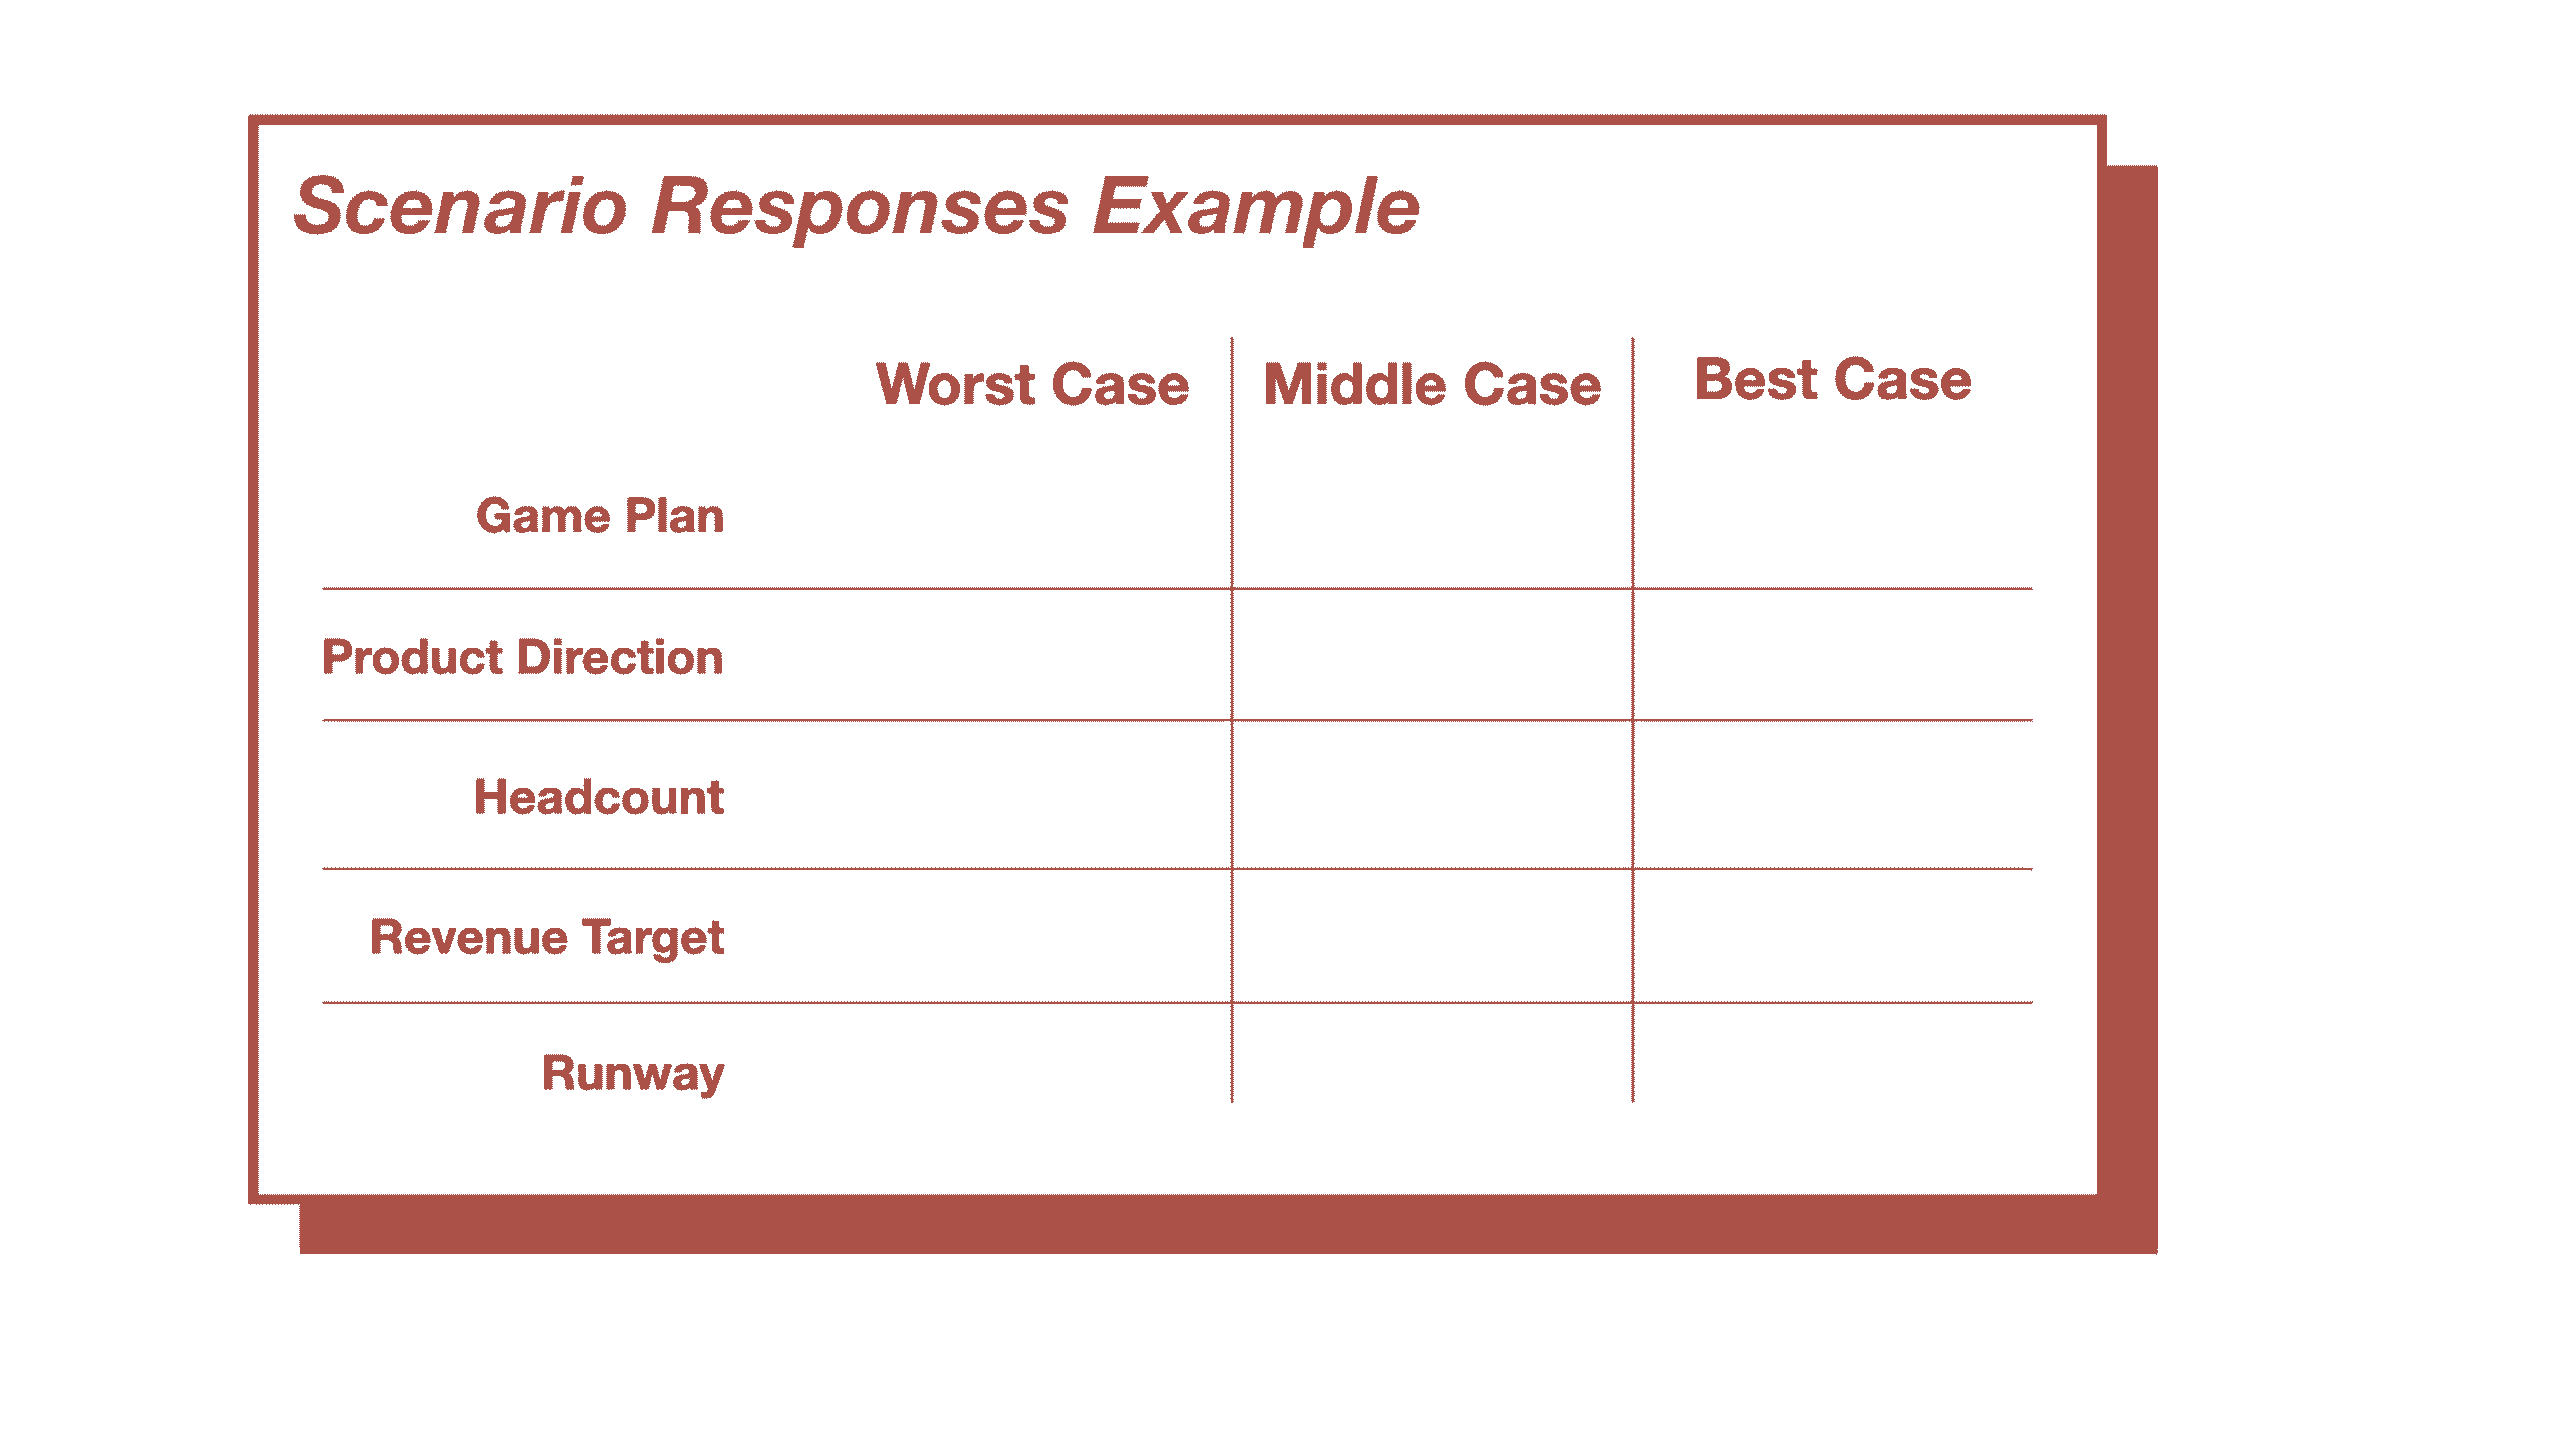 Scenario Responses Example
Worst Case Middle Case Best Case
Game Plan
Product Direction
Headcount
Revenue Target
Runway